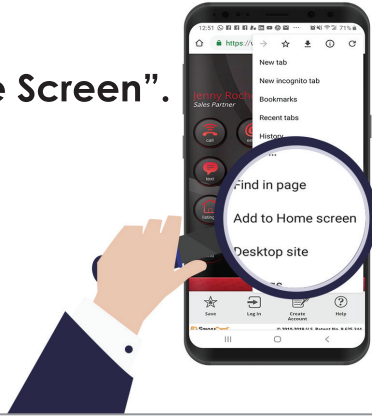 e Screen".
12:51
71%
https://
New tab
New incognito tab
Bookmarks
Recent tabs
History
Jenny Roch
Sales Partner
call
text
listing
Find in page
Add to Home screen
Desktop site
Save
Log In
Create
Account
Help